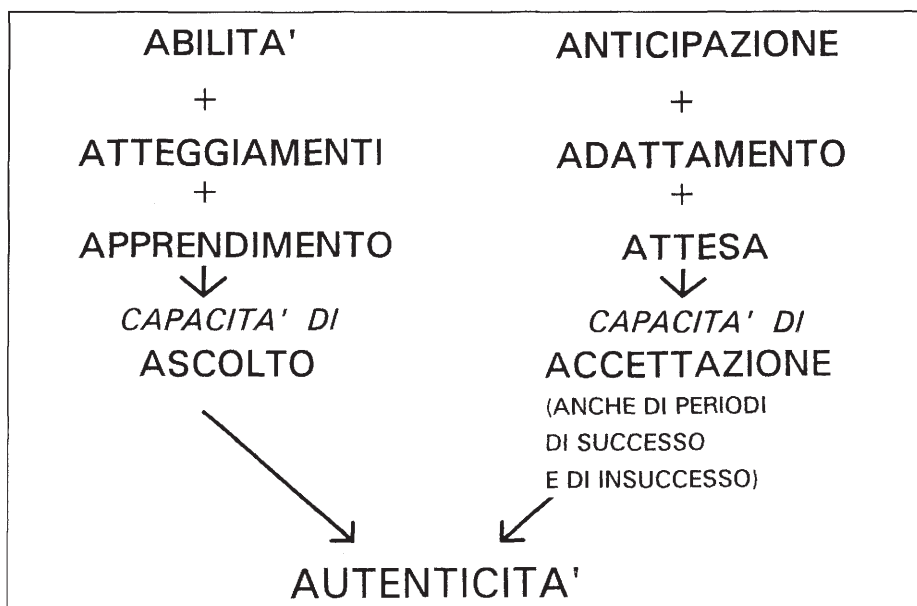 ABILITA'
+
ATTEGGIAMENTI
+
APPRENDIMENTO
CAPACITA' DI
ASCOLTO
ANTICIPAZIONE
+
ADATTAMENTO
+
ATTESA
CAPACITA' DI
ACCETTAZIONE
(ANCHE DI PERIODI
DI SUCCESSO
E DI INSUCCESSO)
AUTENTICITA'